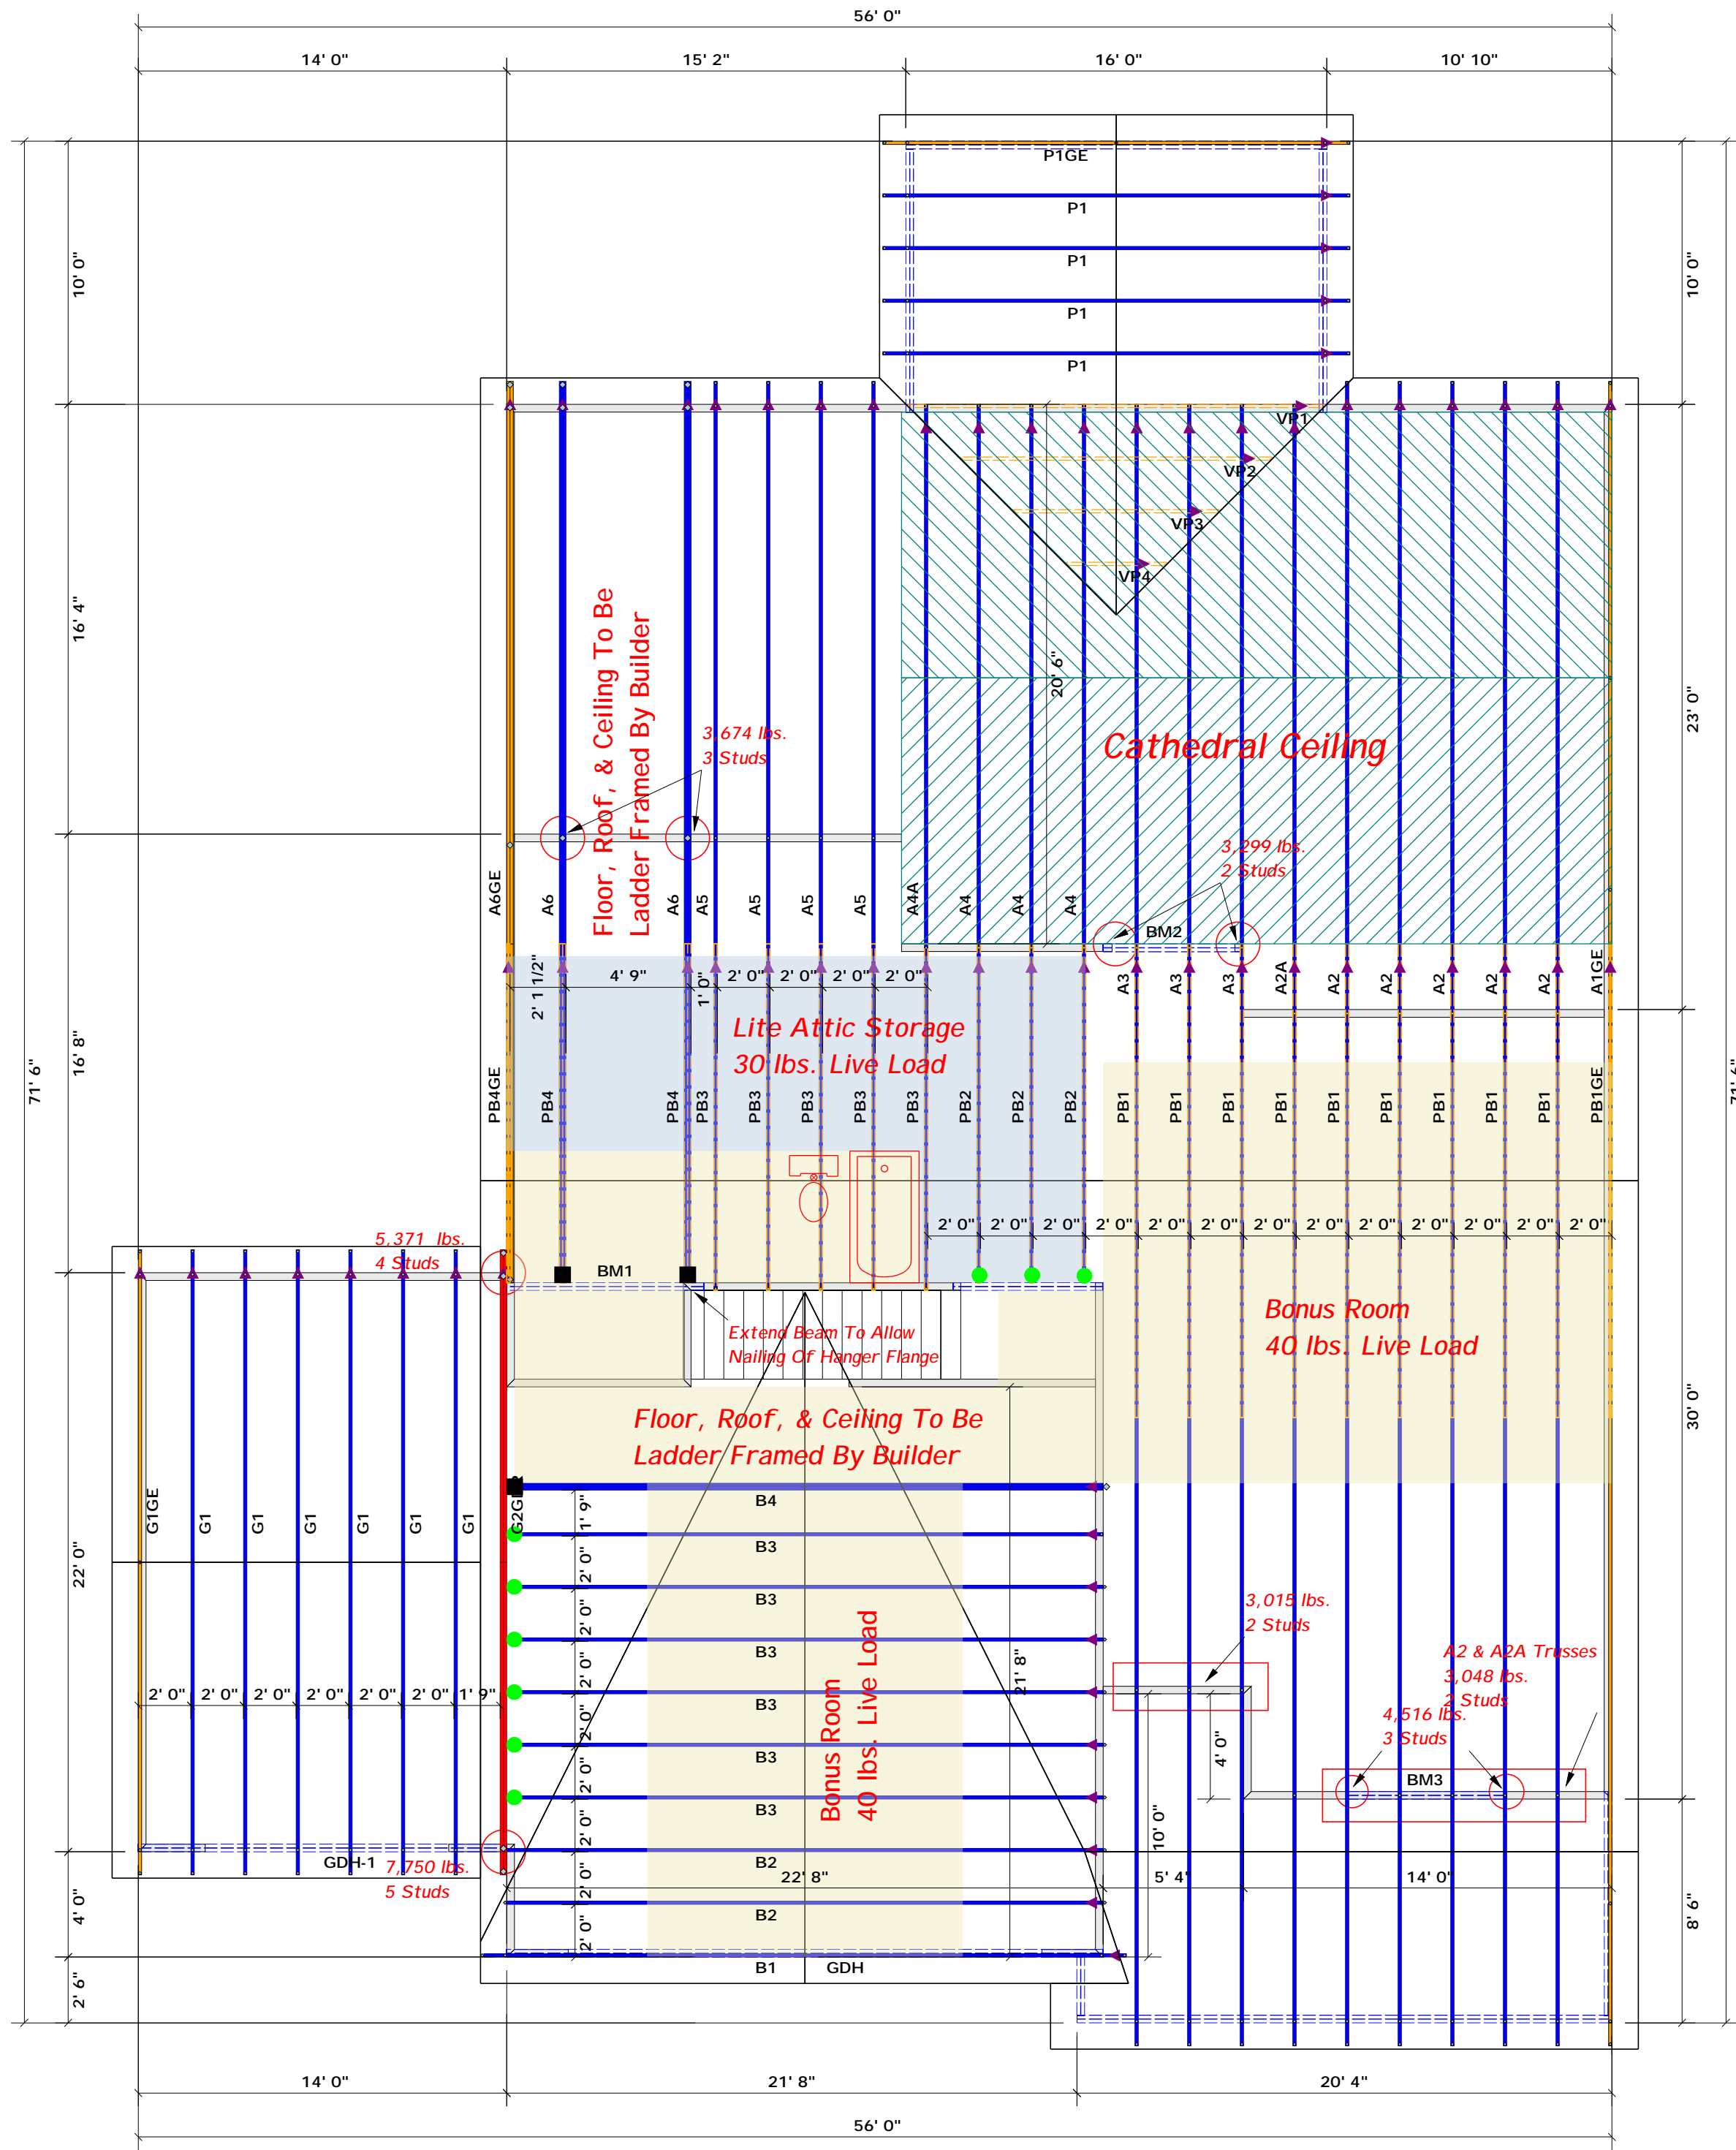 56' 0"
14' 0"
15' 2"
16' 0"
10' 10"
P1GE
P1
P1
P1
P1
10' 0"
10' 0"
VP1
VP2
VP3
VP4
16' 4"
20' 6"
23' 0"
71' 6"
71' 6"
Floor, Roof, & Ceiling To Be
Ladder Framed By Builder
3,674 lbs.
3 Studs
Cathedral Ceiling
3,299 lbs.
2 Studs
A6GE
A6
A6
A5
A5
A5
A5
A4A
A4
A4
A4
BM2
A3
A3
A3
A2A
A2
A2
A2
A2
A2
A1GE
2' 1 1/2"
4' 9"
1' 0"
2' 0"
2' 0"
2' 0"
2' 0"
Lite Attic Storage
30 lbs. Live Load
16' 8"
PB4GE
PB4
PB4
PB3
PB3
PB3
PB3
PB3
PB2
PB2
PB2
PB1
PB1
PB1
PB1
PB1
PB1
PB1
PB1
PB1
PB1GE
2' 0"
2' 0"
2' 0"
2' 0"
2' 0"
2' 0"
2' 0"
2' 0"
2' 0"
2' 0"
2' 0"
2' 0"
2' 0"
5,371 lbs.
4 Studs
BM1
Extend Beam To Allow
Nailing Of Hanger Flange
Bonus Room
40 lbs. Live Load
30' 0"
Floor, Roof, & Ceiling To Be
Ladder Framed By Builder
G1GE
G1
G1
G1
G1
G1
G1
22' 0"
B4
B3
B3
B3
B3
B3
B3
B2
B2
B1
GDH
1' 9"
2' 0"
2' 0"
2' 0"
2' 0"
2' 0"
2' 0"
2' 0"
2' 0"
Bonus Room
40 lbs. Live Load
21' 8"
3,015 lbs.
2 Studs
A2 & A2A Trusses
3,048 lbs.
2 Studs
4,516 lbs.
3 Studs
BM3
4' 0"
10' 0"
2' 0"
2' 0"
2' 0"
2' 0"
2' 0"
2' 0"
1' 9"
GDH-1
7,750 lbs.
5 Studs
22' 8"
5' 4"
14' 0"
4' 0"
2' 6"
8' 6"
14' 0"
21' 8"
20' 4"
56' 0"